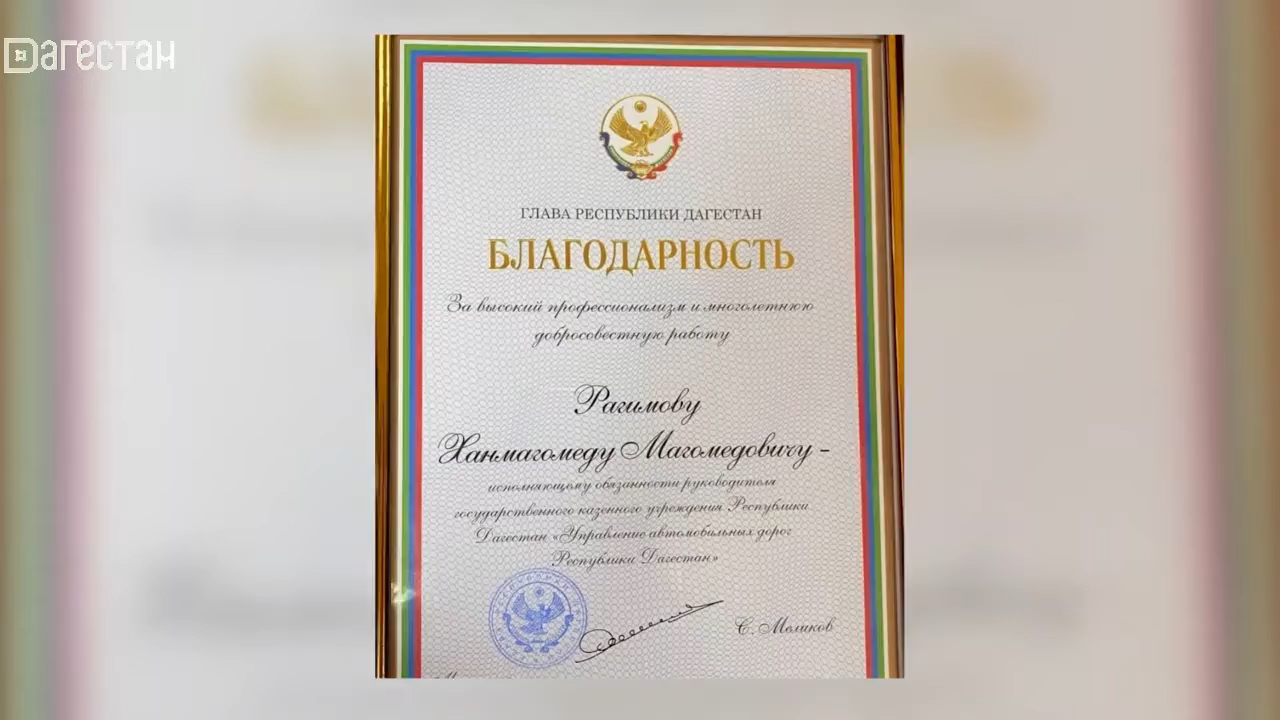 Дагестан
ГЛАВА РЕСПУБЛИКИ ДАГЕСТАН
БЛАГОДАРНОСТЬ
За высокий профессионализм и многолетнюю
добросовестную работу
Рагимову
Ханмагомеду Магомедовичу –
исполняющему обязанности руководителя
государственного казенного учреждения Республики
Дагестан «Управление автомобильных дорог
Республики Дагестан»
С. Меликов